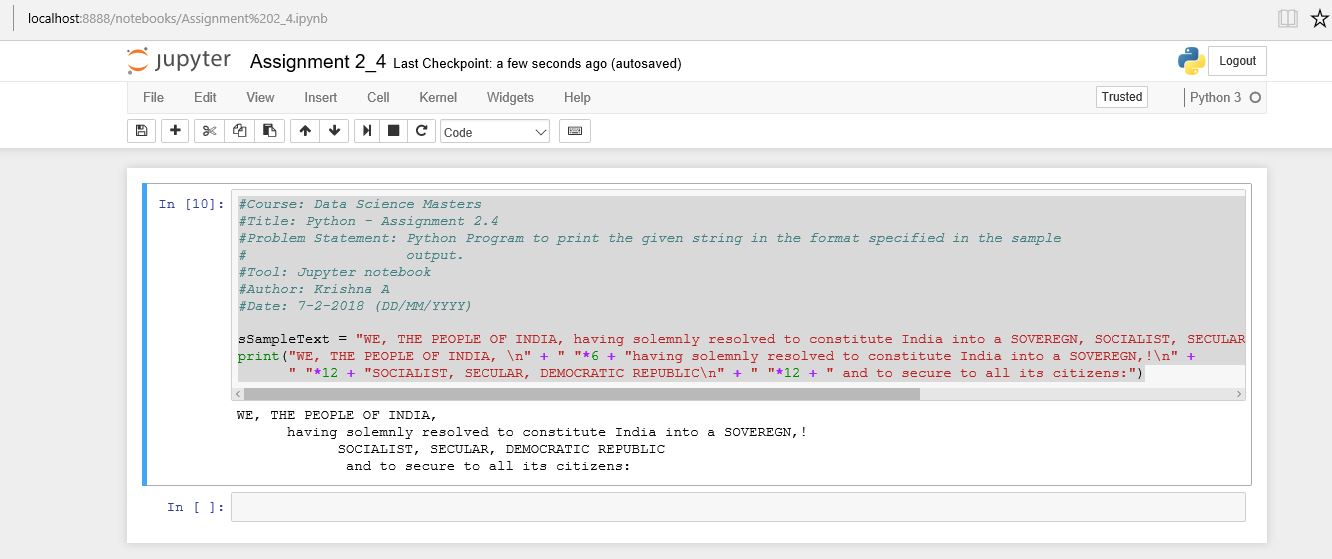 localhost:8888/notebooks/Assignment%202_4.ipynb
jupyter Assignment 2_4 Last Checkpoint: a few seconds ago (autosaved) Logout
File Edit View Insert Cell Kernel Widgets Help Trusted Python 3
Code
In [10]:
#Course: Data Science Masters
#Title: Python - Assignment 2.4
#Problem Statement: Python Program to print the given string in the format specified in the sample
#                   output.
#Tool: Jupyter notebook
#Author: Krishna A
#Date: 7-2-2018 (DD/MM/YYYY)
sSampleText = "WE, THE PEOPLE OF INDIA, having solemnly resolved to constitute India into a SOVEREGN, SOCIALIST, SECULAR
print("WE, THE PEOPLE OF INDIA, \n" + " "*6 + "having solemnly resolved to constitute India into a SOVEREGN,!\n" +
      " "*12 + "SOCIALIST, SECULAR, DEMOCRATIC REPUBLIC\n" + " "*12 + " and to secure to all its citizens:")
WE, THE PEOPLE OF INDIA,
      having solemnly resolved to constitute India into a SOVEREGN,!
            SOCIALIST, SECULAR, DEMOCRATIC REPUBLIC
             and to secure to all its citizens:
In [ ]: